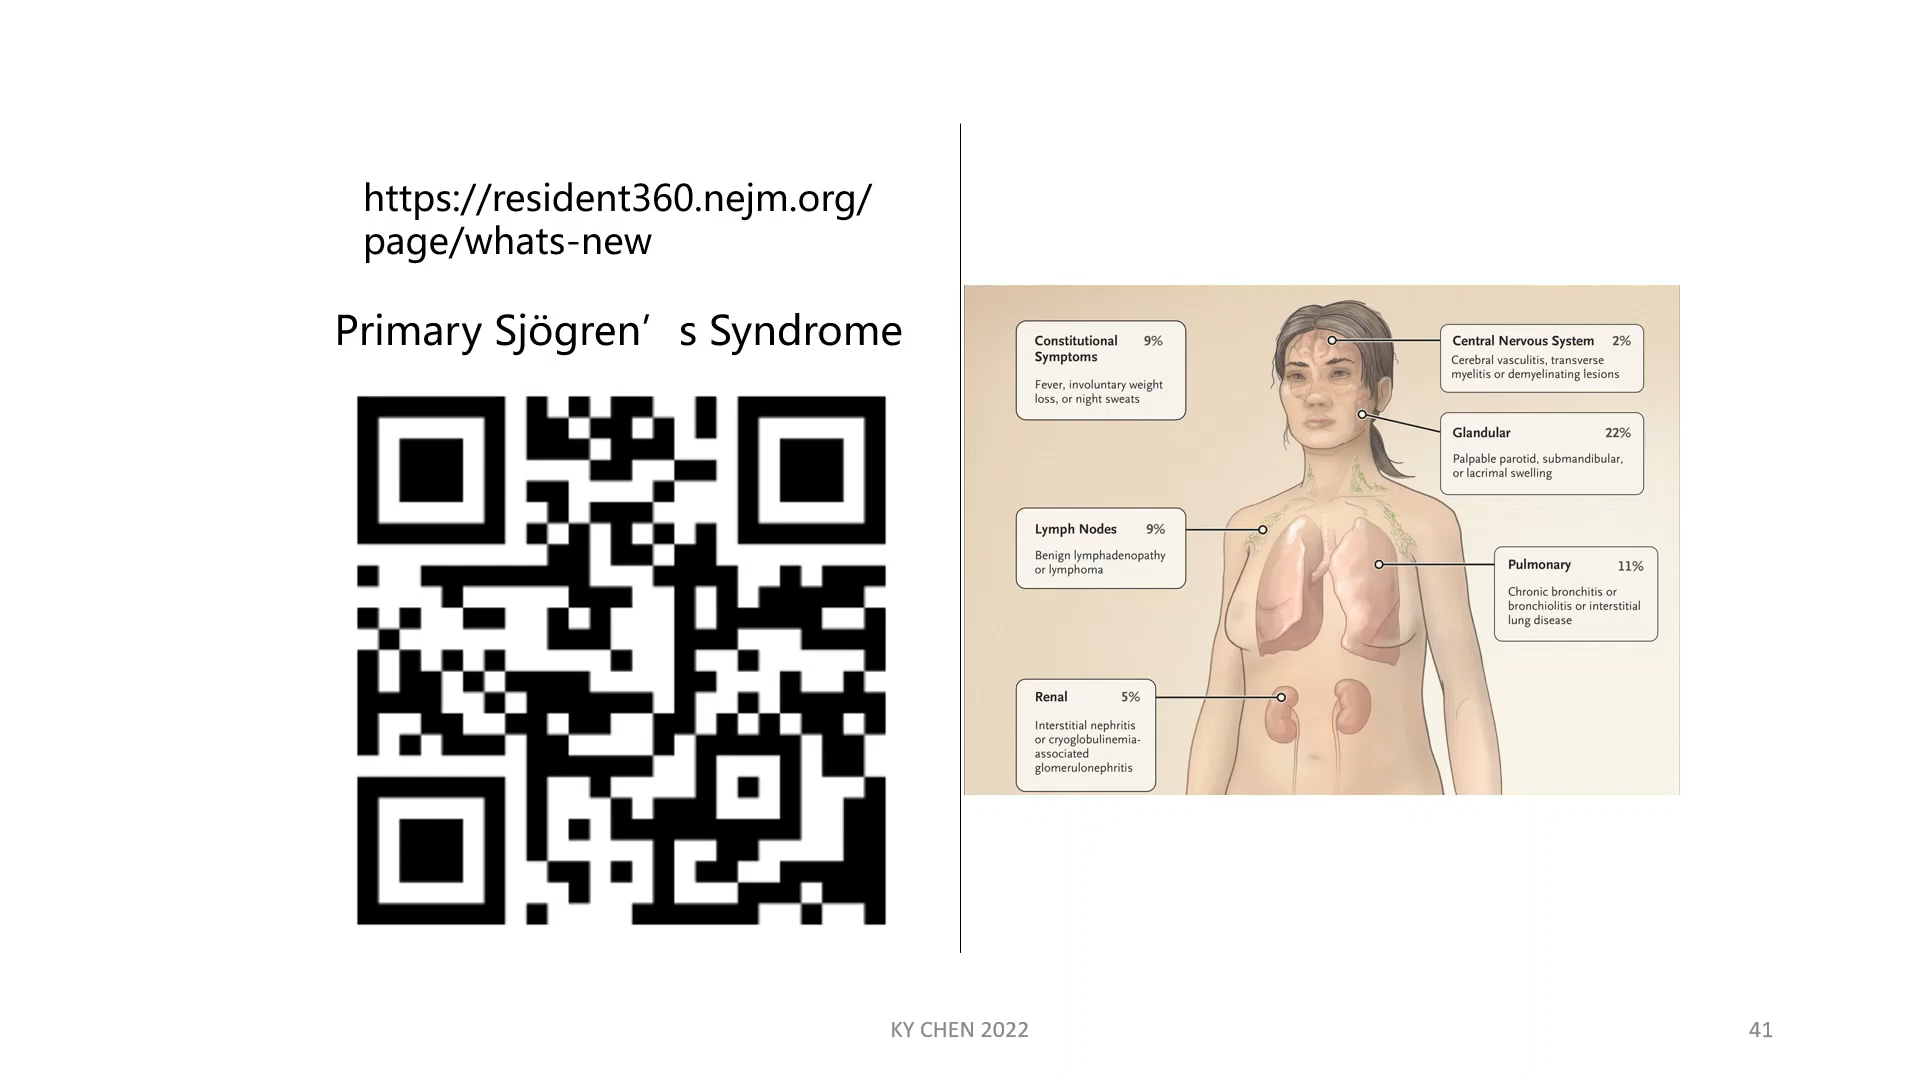 https://resident360.nejm.org/
page/whats-new
Primary Sjögren’s Syndrome
Constitutional 9%
Symptoms
Fever, involuntary weight
loss, or night sweats
Central Nervous System 2%
Cerebral vasculitis, transverse
myelitis or demyelinating lesions
Glandular 22%
Palpable parotid, submandibular,
or lacrimal swelling
Lymph Nodes 9%
Benign lymphadenopathy
or lymphoma
Pulmonary 11%
Chronic bronchitis or
bronchiolitis or interstitial
lung disease
Renal 5%
Interstitial nephritis
or cryoglobulinemia-
associated
glomerulonephritis
KY CHEN 2022
41